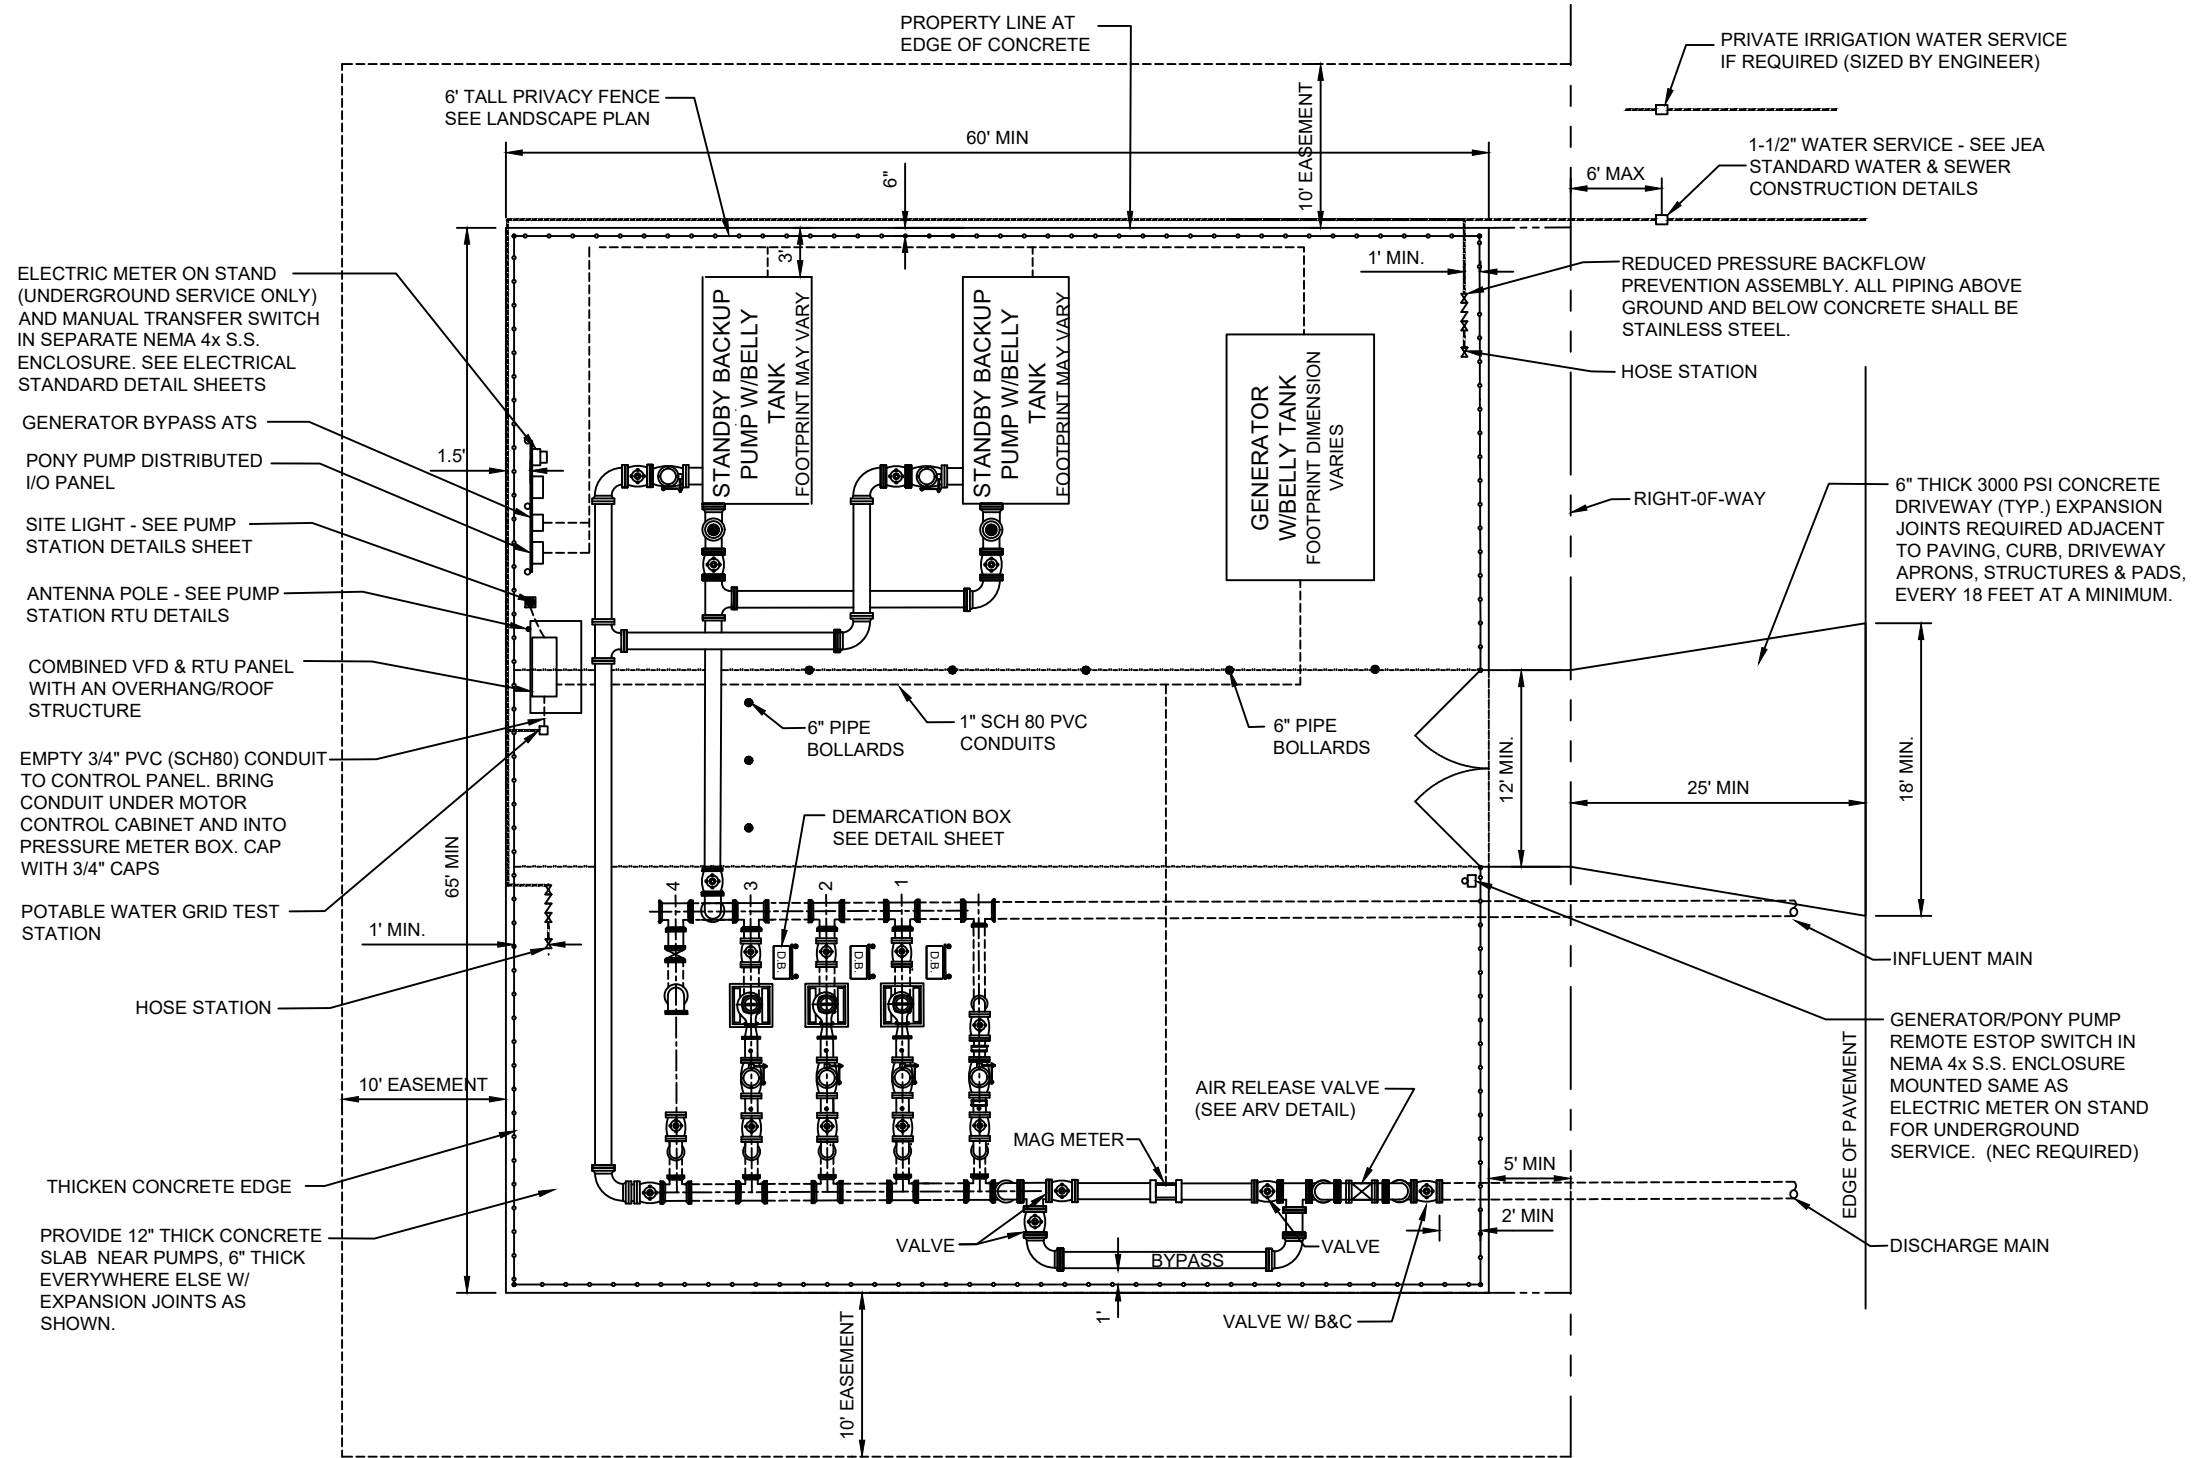 PROPERTY LINE AT
EDGE OF CONCRETE
PRIVATE IRRIGATION WATER SERVICE
IF REQUIRED (SIZED BY ENGINEER)
6' TALL PRIVACY FENCE
SEE LANDSCAPE PLAN
60' MIN
10' EASEMENT
6"
1-1/2" WATER SERVICE - SEE JEA
STANDARD WATER & SEWER
CONSTRUCTION DETAILS
6' MAX
3'
1' MIN.
ELECTRIC METER ON STAND
(UNDERGROUND SERVICE ONLY)
AND MANUAL TRANSFER SWITCH
IN SEPARATE NEMA 4x S.S.
ENCLOSURE. SEE ELECTRICAL
STANDARD DETAIL SHEETS
STANDBY BACKUP
PUMP W/BELLY
TANK
FOOTPRINT MAY VARY
STANDBY BACKUP
PUMP W/BELLY
TANK
FOOTPRINT MAY VARY
GENERATOR
W/BELLY TANK
FOOTPRINT DIMENSION
VARIES
REDUCED PRESSURE BACKFLOW
PREVENTION ASSEMBLY. ALL PIPING ABOVE
GROUND AND BELOW CONCRETE SHALL BE
STAINLESS STEEL.
HOSE STATION
GENERATOR BYPASS ATS
1.5'
PONY PUMP DISTRIBUTED
I/O PANEL
RIGHT-0F-WAY
6" THICK 3000 PSI CONCRETE
DRIVEWAY (TYP.) EXPANSION
JOINTS REQUIRED ADJACENT
TO PAVING, CURB, DRIVEWAY
APRONS, STRUCTURES & PADS,
EVERY 18 FEET AT A MINIMUM.
SITE LIGHT - SEE PUMP
STATION DETAILS SHEET
ANTENNA POLE - SEE PUMP
STATION RTU DETAILS
COMBINED VFD & RTU PANEL
WITH AN OVERHANG/ROOF
STRUCTURE
6" PIPE
BOLLARDS
1" SCH 80 PVC
CONDUITS
6" PIPE
BOLLARDS
12' MIN.
25' MIN
18' MIN.
EMPTY 3/4" PVC (SCH80) CONDUIT
TO CONTROL PANEL. BRING
CONDUIT UNDER MOTOR
CONTROL CABINET AND INTO
PRESSURE METER BOX. CAP
WITH 3/4" CAPS
65' MIN
DEMARCATION BOX
SEE DETAIL SHEET
POTABLE WATER GRID TEST
STATION
4
3
2
1
1' MIN.
D.B.
D.B.
D.B.
INFLUENT MAIN
HOSE STATION
GENERATOR/PONY PUMP
REMOTE ESTOP SWITCH IN
NEMA 4x S.S. ENCLOSURE
MOUNTED SAME AS
ELECTRIC METER ON STAND
FOR UNDERGROUND
SERVICE. (NEC REQUIRED)
10' EASEMENT
AIR RELEASE VALVE
(SEE ARV DETAIL)
MAG METER
EDGE OF PAVEMENT
THICKEN CONCRETE EDGE
5' MIN
2' MIN
PROVIDE 12" THICK CONCRETE
SLAB NEAR PUMPS, 6" THICK
EVERYWHERE ELSE W/
EXPANSION JOINTS AS
SHOWN.
VALVE
BYPASS
VALVE
DISCHARGE MAIN
1'
VALVE W/ B&C
10' EASEMENT